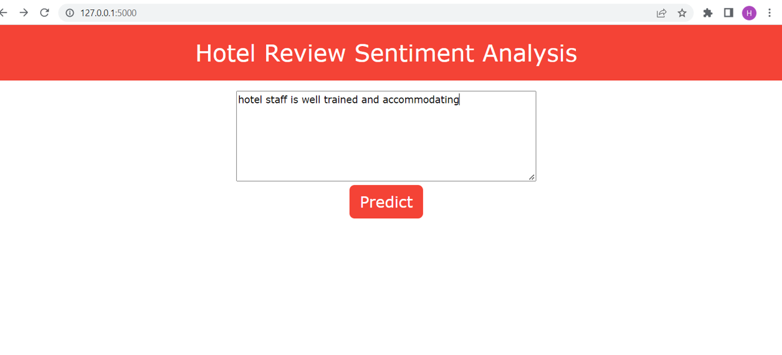 127.0.0.1:5000
H
Hotel Review Sentiment Analysis
hotel staff is well trained and accommodating
Predict